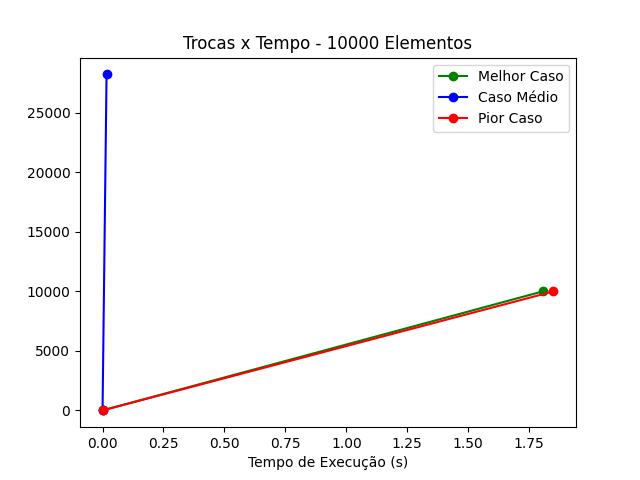 Trocas x Tempo - 10000 Elementos
Melhor Caso
Caso Médio
Pior Caso
25000
20000
15000
10000
5000
0
0.00 0.25 0.50 0.75 1.00 1.25 1.50 1.75
Tempo de Execução (s)